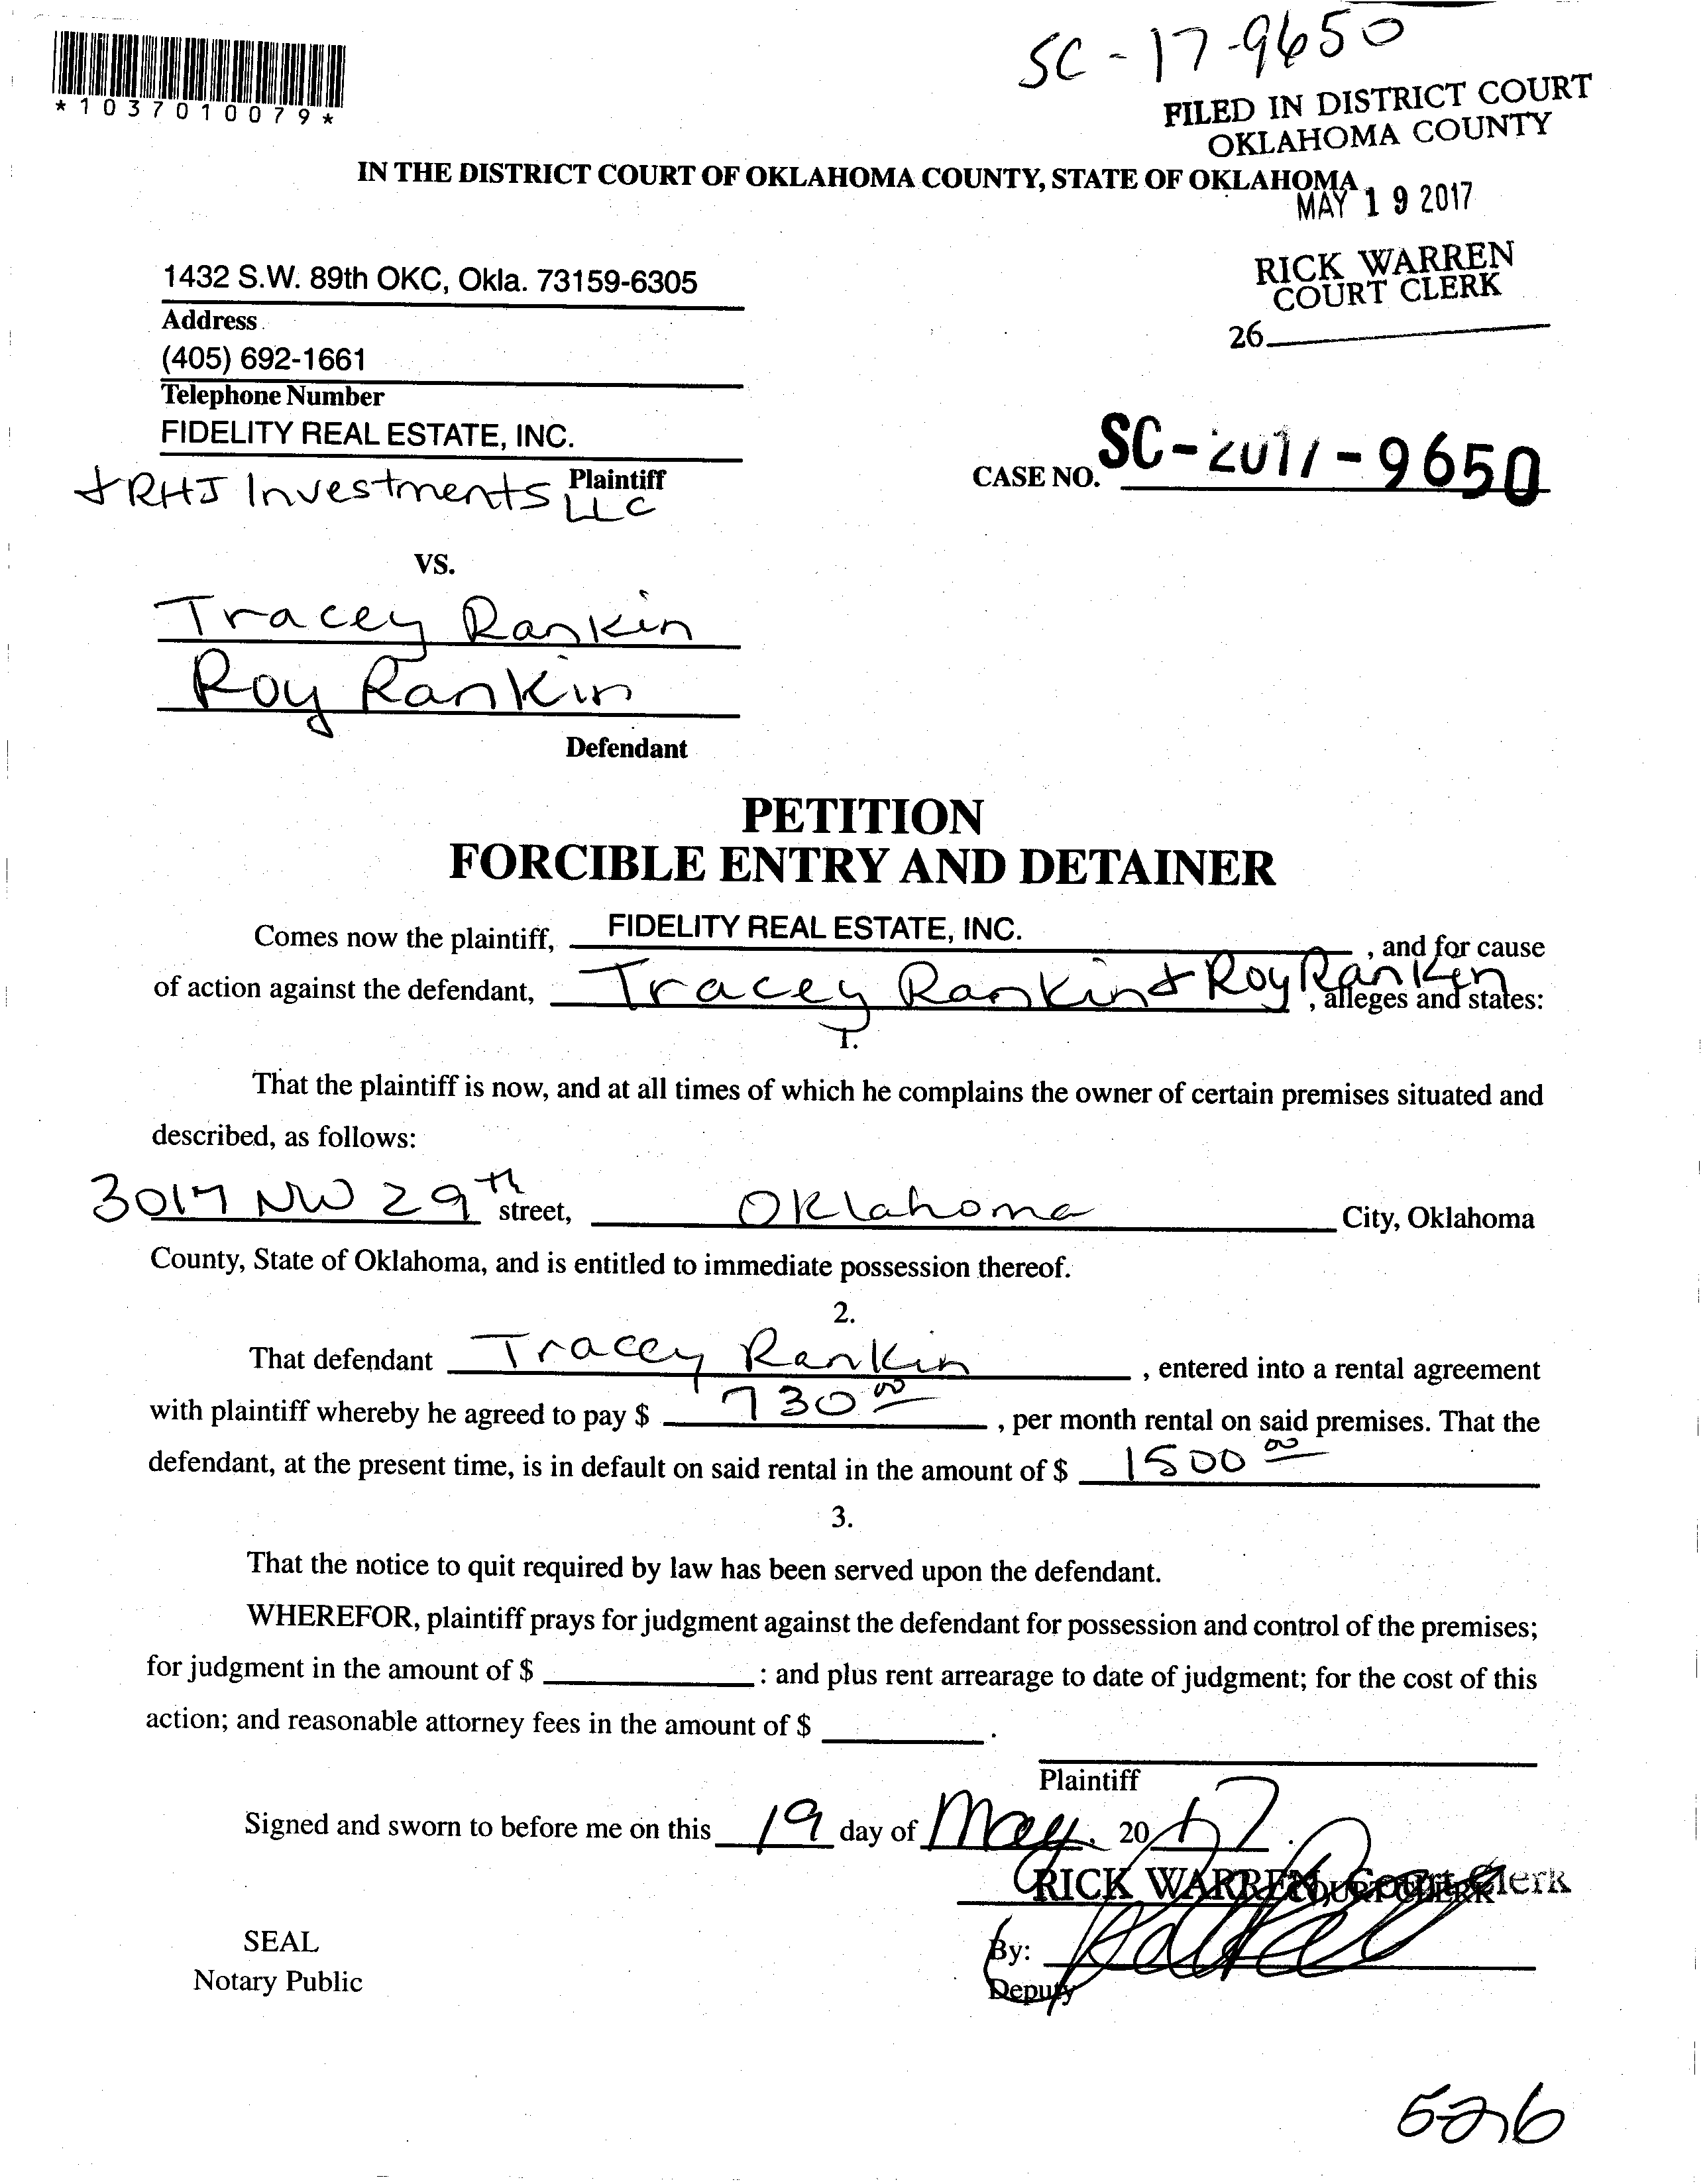 SC-17-9650
*1037010079*
FILED IN DISTRICT COURT
OKLAHOMA COUNTY
IN THE DISTRICT COURT OF OKLAHOMA COUNTY, STATE OF OKLAHOMA
MAY 19 2017
RICK WARREN
COURT CLERK
26
1432 S.W. 89th OKC, Okla. 73159-6305
Address
(405) 692-1661
Telephone Number
FIDELITY REAL ESTATE, INC.
Plaintiff
& RHJ Investments LLC
CASE NO. SC-2017-9650
VS.
Tracey Rankin
Roy Rankin
Defendant
PETITION
FORCIBLE ENTRY AND DETAINER
Comes now the plaintiff, FIDELITY REAL ESTATE, INC. , and for cause
of action against the defendant, Tracey Rankin & Roy Rankin , alleges and states:
1.
That the plaintiff is now, and at all times of which he complains the owner of certain premises situated and
described, as follows:
3017 NW 29th street, Oklahoma City, Oklahoma
County, State of Oklahoma, and is entitled to immediate possession thereof.
2.
That defendant Tracey Rankin , entered into a rental agreement
with plaintiff whereby he agreed to pay $ 730 00 , per month rental on said premises. That the
defendant, at the present time, is in default on said rental in the amount of $ 1500 00
3.
That the notice to quit required by law has been served upon the defendant.
WHEREFOR, plaintiff prays for judgment against the defendant for possession and control of the premises;
for judgment in the amount of $ : and plus rent arrearage to date of judgment; for the cost of this
action; and reasonable attorney fees in the amount of $ .
Plaintiff
Signed and sworn to before me on this 19 day of May, 20 17.
RICK WARREN, Court Clerk
COURT CLERK
SEAL
Notary Public
By:
Deputy
526